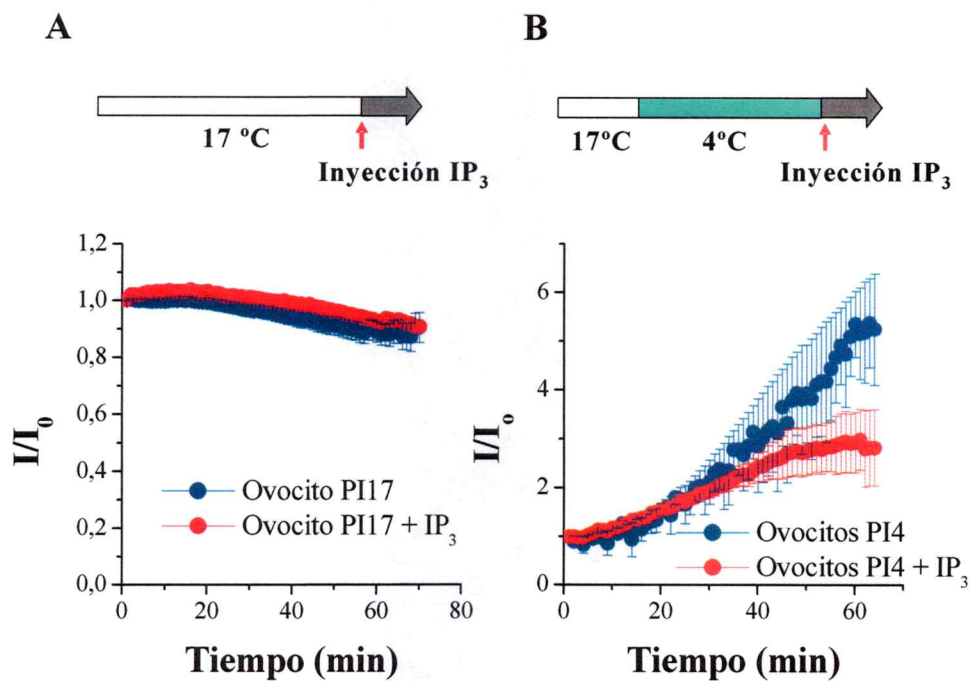 A
17 ºC
Inyección IP3
I/I0
1,2
1,0
0,8
0,6
0,4
0,2
0,0
Ovocito PI17
Ovocito PI17 + IP3
0
20
40
60
80
Tiempo (min)
B
17ºC
4ºC
Inyección IP3
I/Io
6
4
2
0
Ovocitos PI4
Ovocitos PI4 + IP3
0
20
40
60
Tiempo (min)